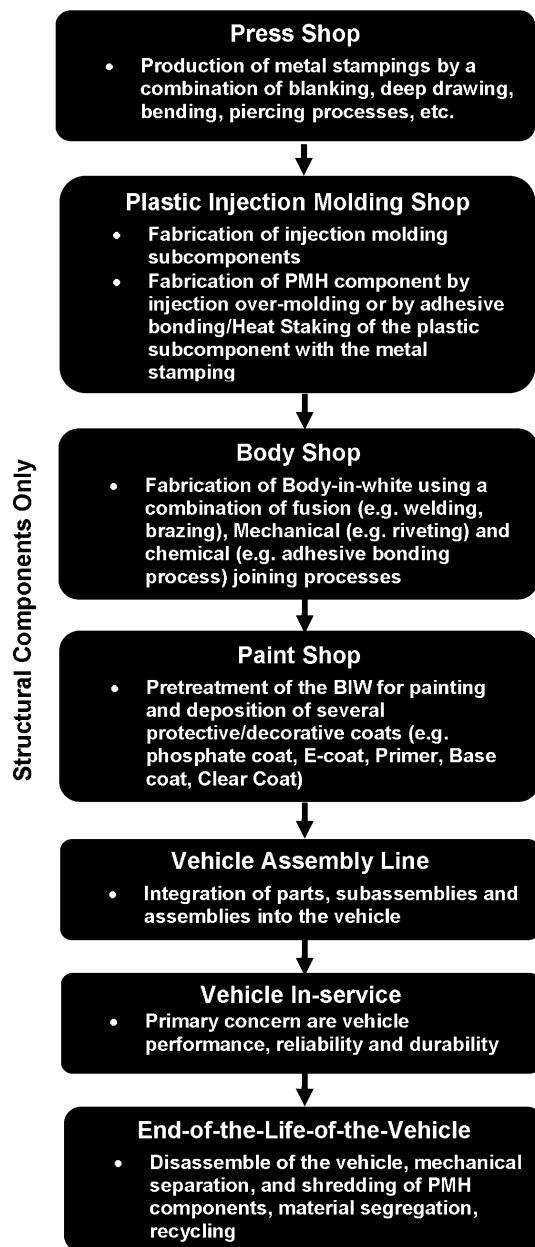 Press Shop
• Production of metal stampings by a
combination of blanking, deep drawing,
bending, piercing processes, etc.
Plastic Injection Molding Shop
• Fabrication of injection molding
subcomponents
• Fabrication of PMH component by
injection over-molding or by adhesive
bonding/Heat Staking of the plastic
subcomponent with the metal
stamping
Structural Components Only
Body Shop
• Fabrication of Body-in-white using a
combination of fusion (e.g. welding,
brazing), Mechanical (e.g. riveting) and
chemical (e.g. adhesive bonding
process) joining processes
Paint Shop
• Pretreatment of the BIW for painting
and deposition of several
protective/decorative coats (e.g.
phosphate coat, E-coat, Primer, Base
coat, Clear Coat)
Vehicle Assembly Line
• Integration of parts, subassemblies and
assemblies into the vehicle
Vehicle In-service
• Primary concern are vehicle
performance, reliability and durability
End-of-the-Life-of-the-Vehicle
• Disassemble of the vehicle, mechanical
separation, and shredding of PMH
components, material segregation,
recycling